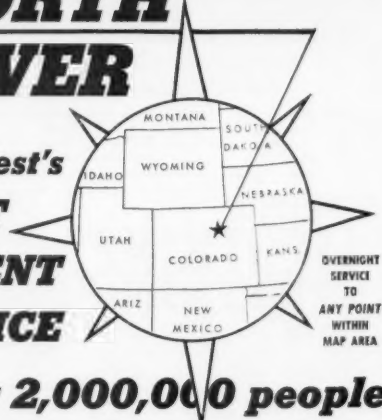 VER
est's
ENT
ICE
MONTANA
SOUTH
DAKOTA
IDAHO
WYOMING
NEBRASKA
UTAH
COLORADO
KANS.
ARIZ
NEW
MEXICO
OVERNIGHT
SERVICE
TO
ANY POINT
WITHIN
MAP AREA
2,000,000 people